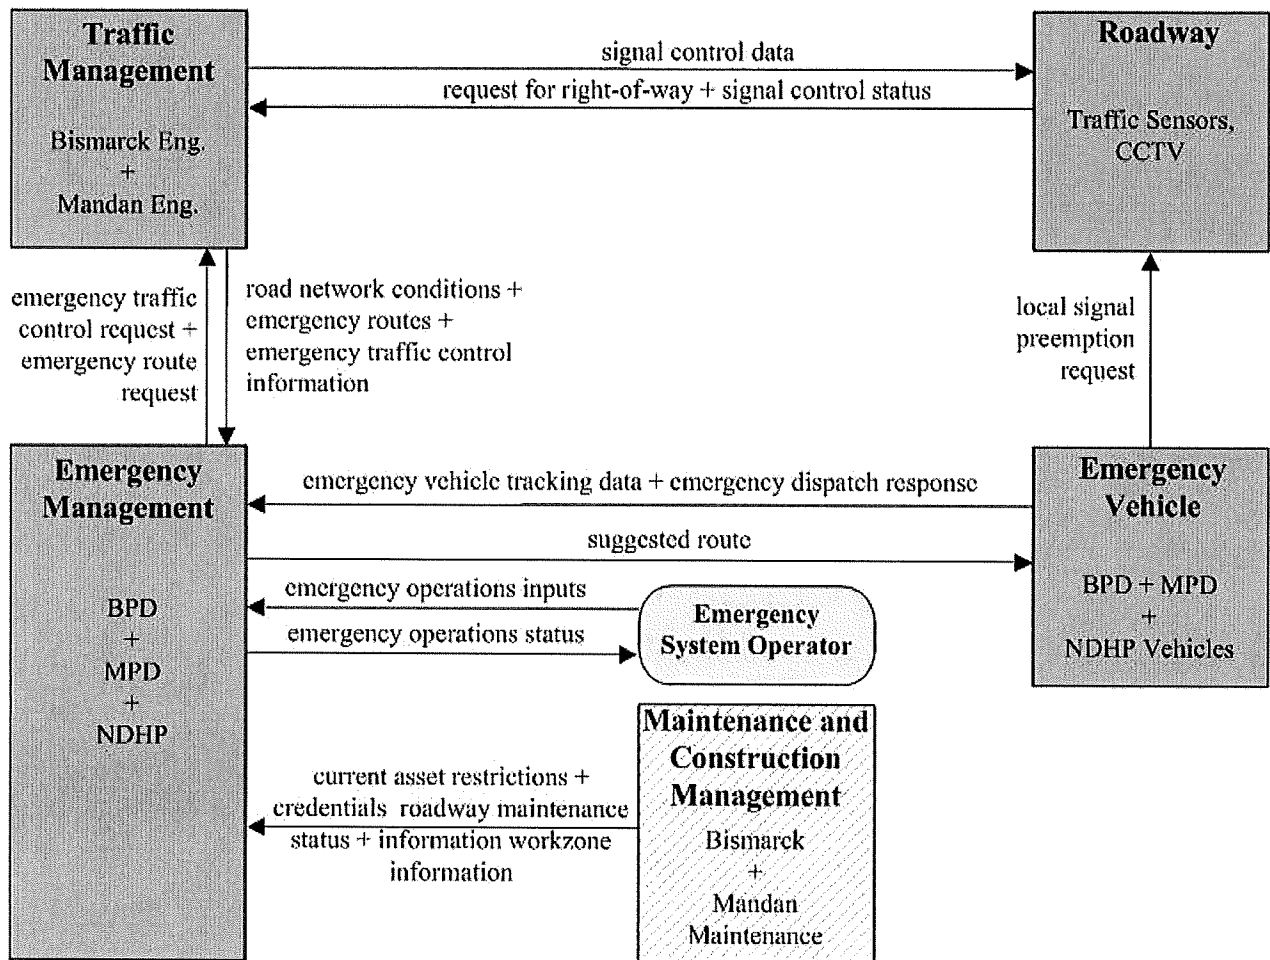 Traffic
Management
Bismarck Eng.
+
Mandan Eng.
signal control data
request for right-of-way + signal control status
Roadway
Traffic Sensors,
CCTV
emergency traffic
control request +
emergency route
request
road network conditions +
emergency routes +
emergency traffic control
information
local signal
preemption
request
Emergency
Management
BPD
+
MPD
+
NDHP
emergency vehicle tracking data + emergency dispatch response
suggested route
emergency operations inputs
emergency operations status
Emergency
System Operator
Emergency
Vehicle
BPD + MPD
+
NDHP Vehicles
current asset restrictions +
credentials roadway maintenance
status + information workzone
information
Maintenance and
Construction
Management
Bismarck
+
Mandan
Maintenance